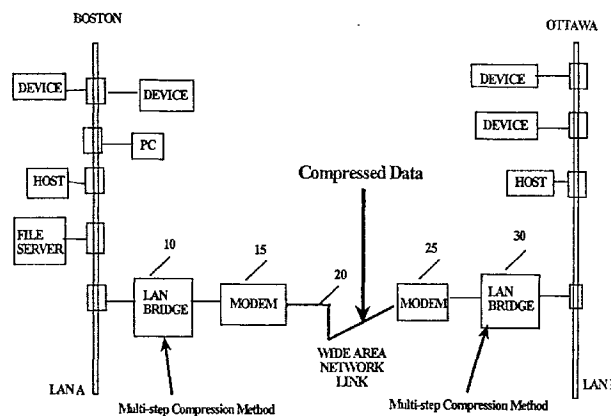 BOSTON
OTTAWA
DEVICE
DEVICE
DEVICE
DEVICE
PC
HOST
Compressed Data
HOST
FILE
SERVER
10
15
20
25
30
LAN
BRIDGE
MODEM
MODEM
LAN
BRIDGE
WIDE AREA
NETWORK
LINK
LAN A
LAN
Multi-step Compression Method
Multi-step Compression Method